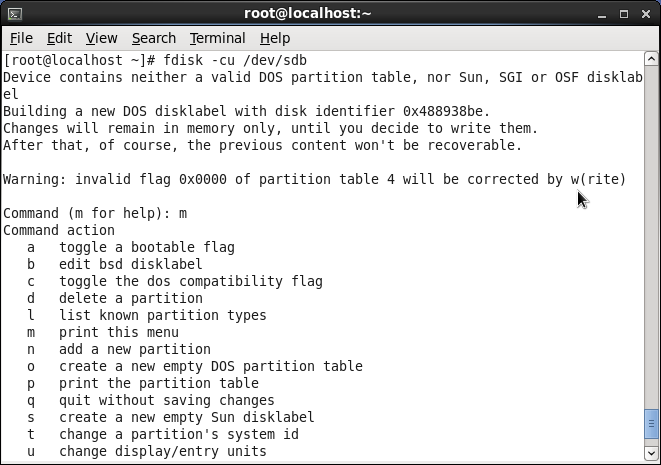 root@localhost:~
File Edit View Search Terminal Help
[root@localhost ~]# fdisk -cu /dev/sdb
Device contains neither a valid DOS partition table, nor Sun, SGI or OSF disklab
el
Building a new DOS disklabel with disk identifier 0x488938be.
Changes will remain in memory only, until you decide to write them.
After that, of course, the previous content won't be recoverable.
Warning: invalid flag 0x0000 of partition table 4 will be corrected by w(rite)
Command (m for help): m
Command action
a   toggle a bootable flag
b   edit bsd disklabel
c   toggle the dos compatibility flag
d   delete a partition
l   list known partition types
m   print this menu
n   add a new partition
o   create a new empty DOS partition table
p   print the partition table
q   quit without saving changes
s   create a new empty Sun disklabel
t   change a partition's system id
u   change display/entry units